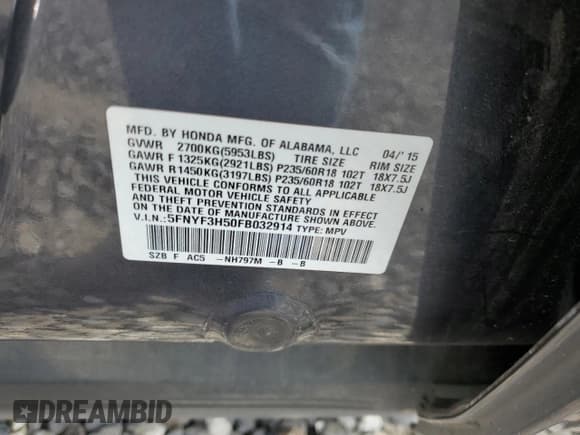 MFD. BY HONDA MFG. OF ALABAMA, LLC 04/'15
GVWR 2700KG(5953LBS) TIRE SIZE RIM SIZE
GAWR F 1325KG(2921LBS) P235/60R18 102T 18X7.5J
GAWR R1450KG(3197LBS) P235/60R18 102T 18X7.5J
THIS VEHICLE CONFORMS TO ALL APPLICABLE
FEDERAL MOTOR VEHICLE SAFETY
AND THEFT PREVENTION STANDARDS IN EFFECT
ON THE DATE OF MANUFACTURE SHOWN ABOVE.
V.I.N.:5FNYF3H50FB032914 TYPE: MPV
SZB F AC5 -NH797M -B -B
DREAMBID